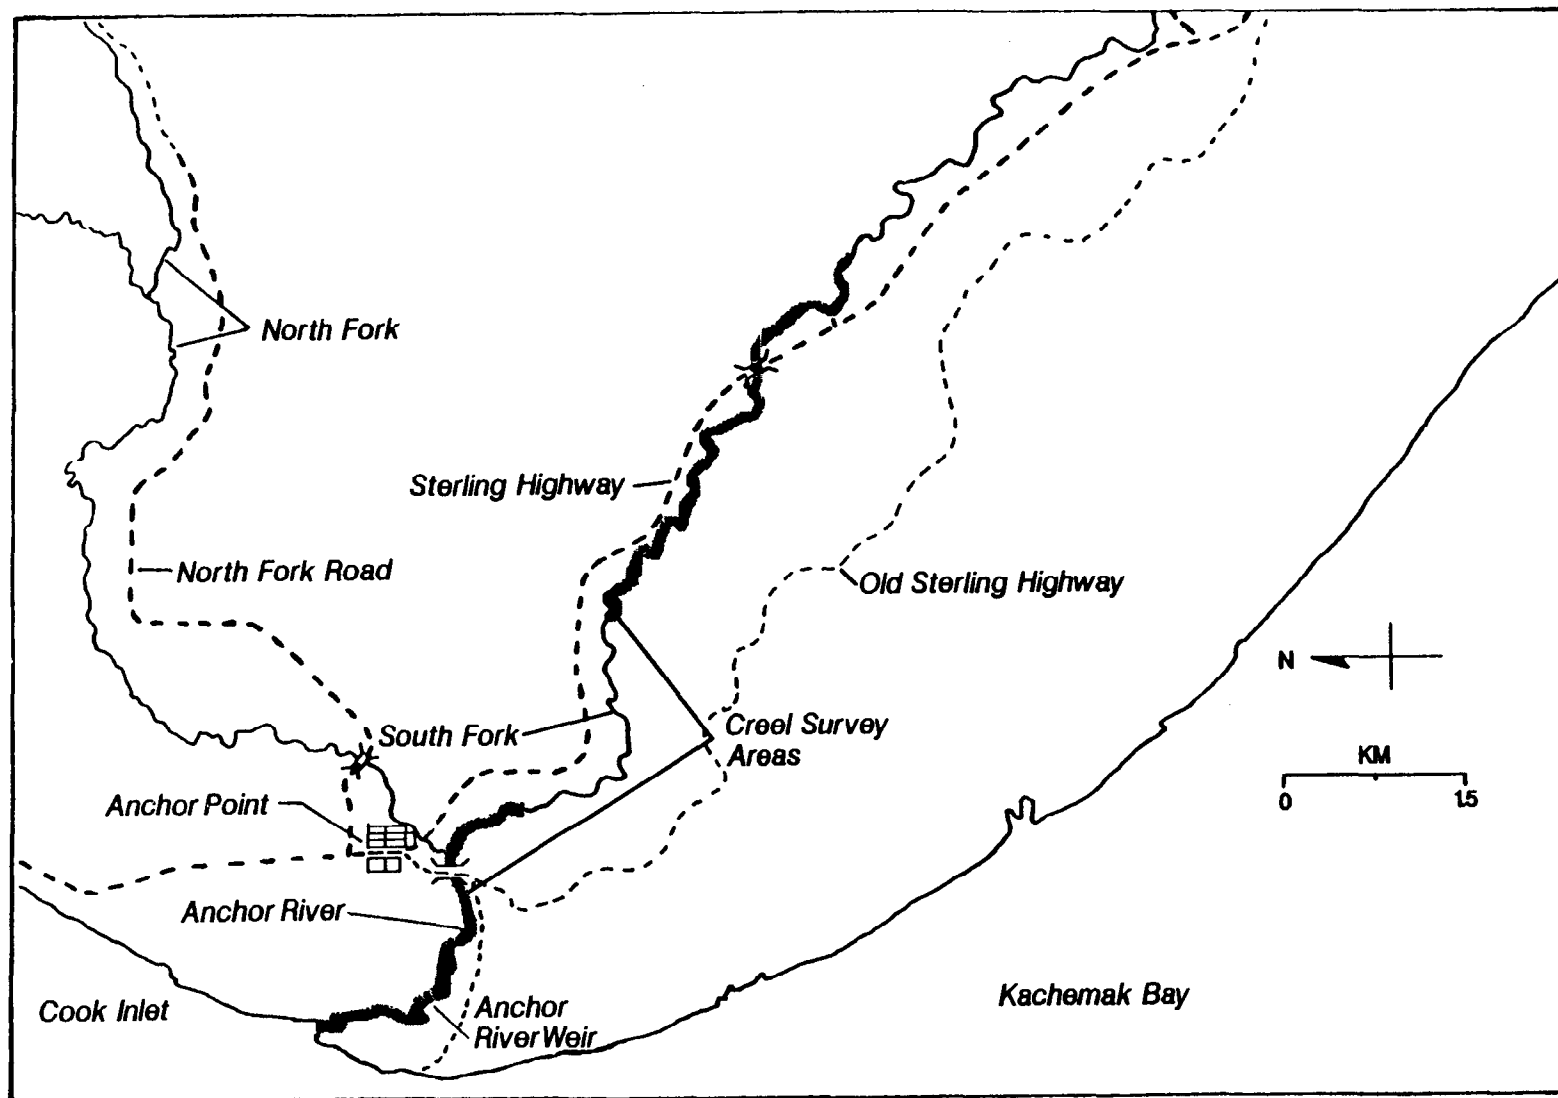 North Fork
Sterling Highway
North Fork Road
Old Sterling Highway
N
South Fork
Creel Survey
Areas
KM
0 1.5
Anchor Point
Anchor River
Cook Inlet
Anchor
River Weir
Kachemak Bay